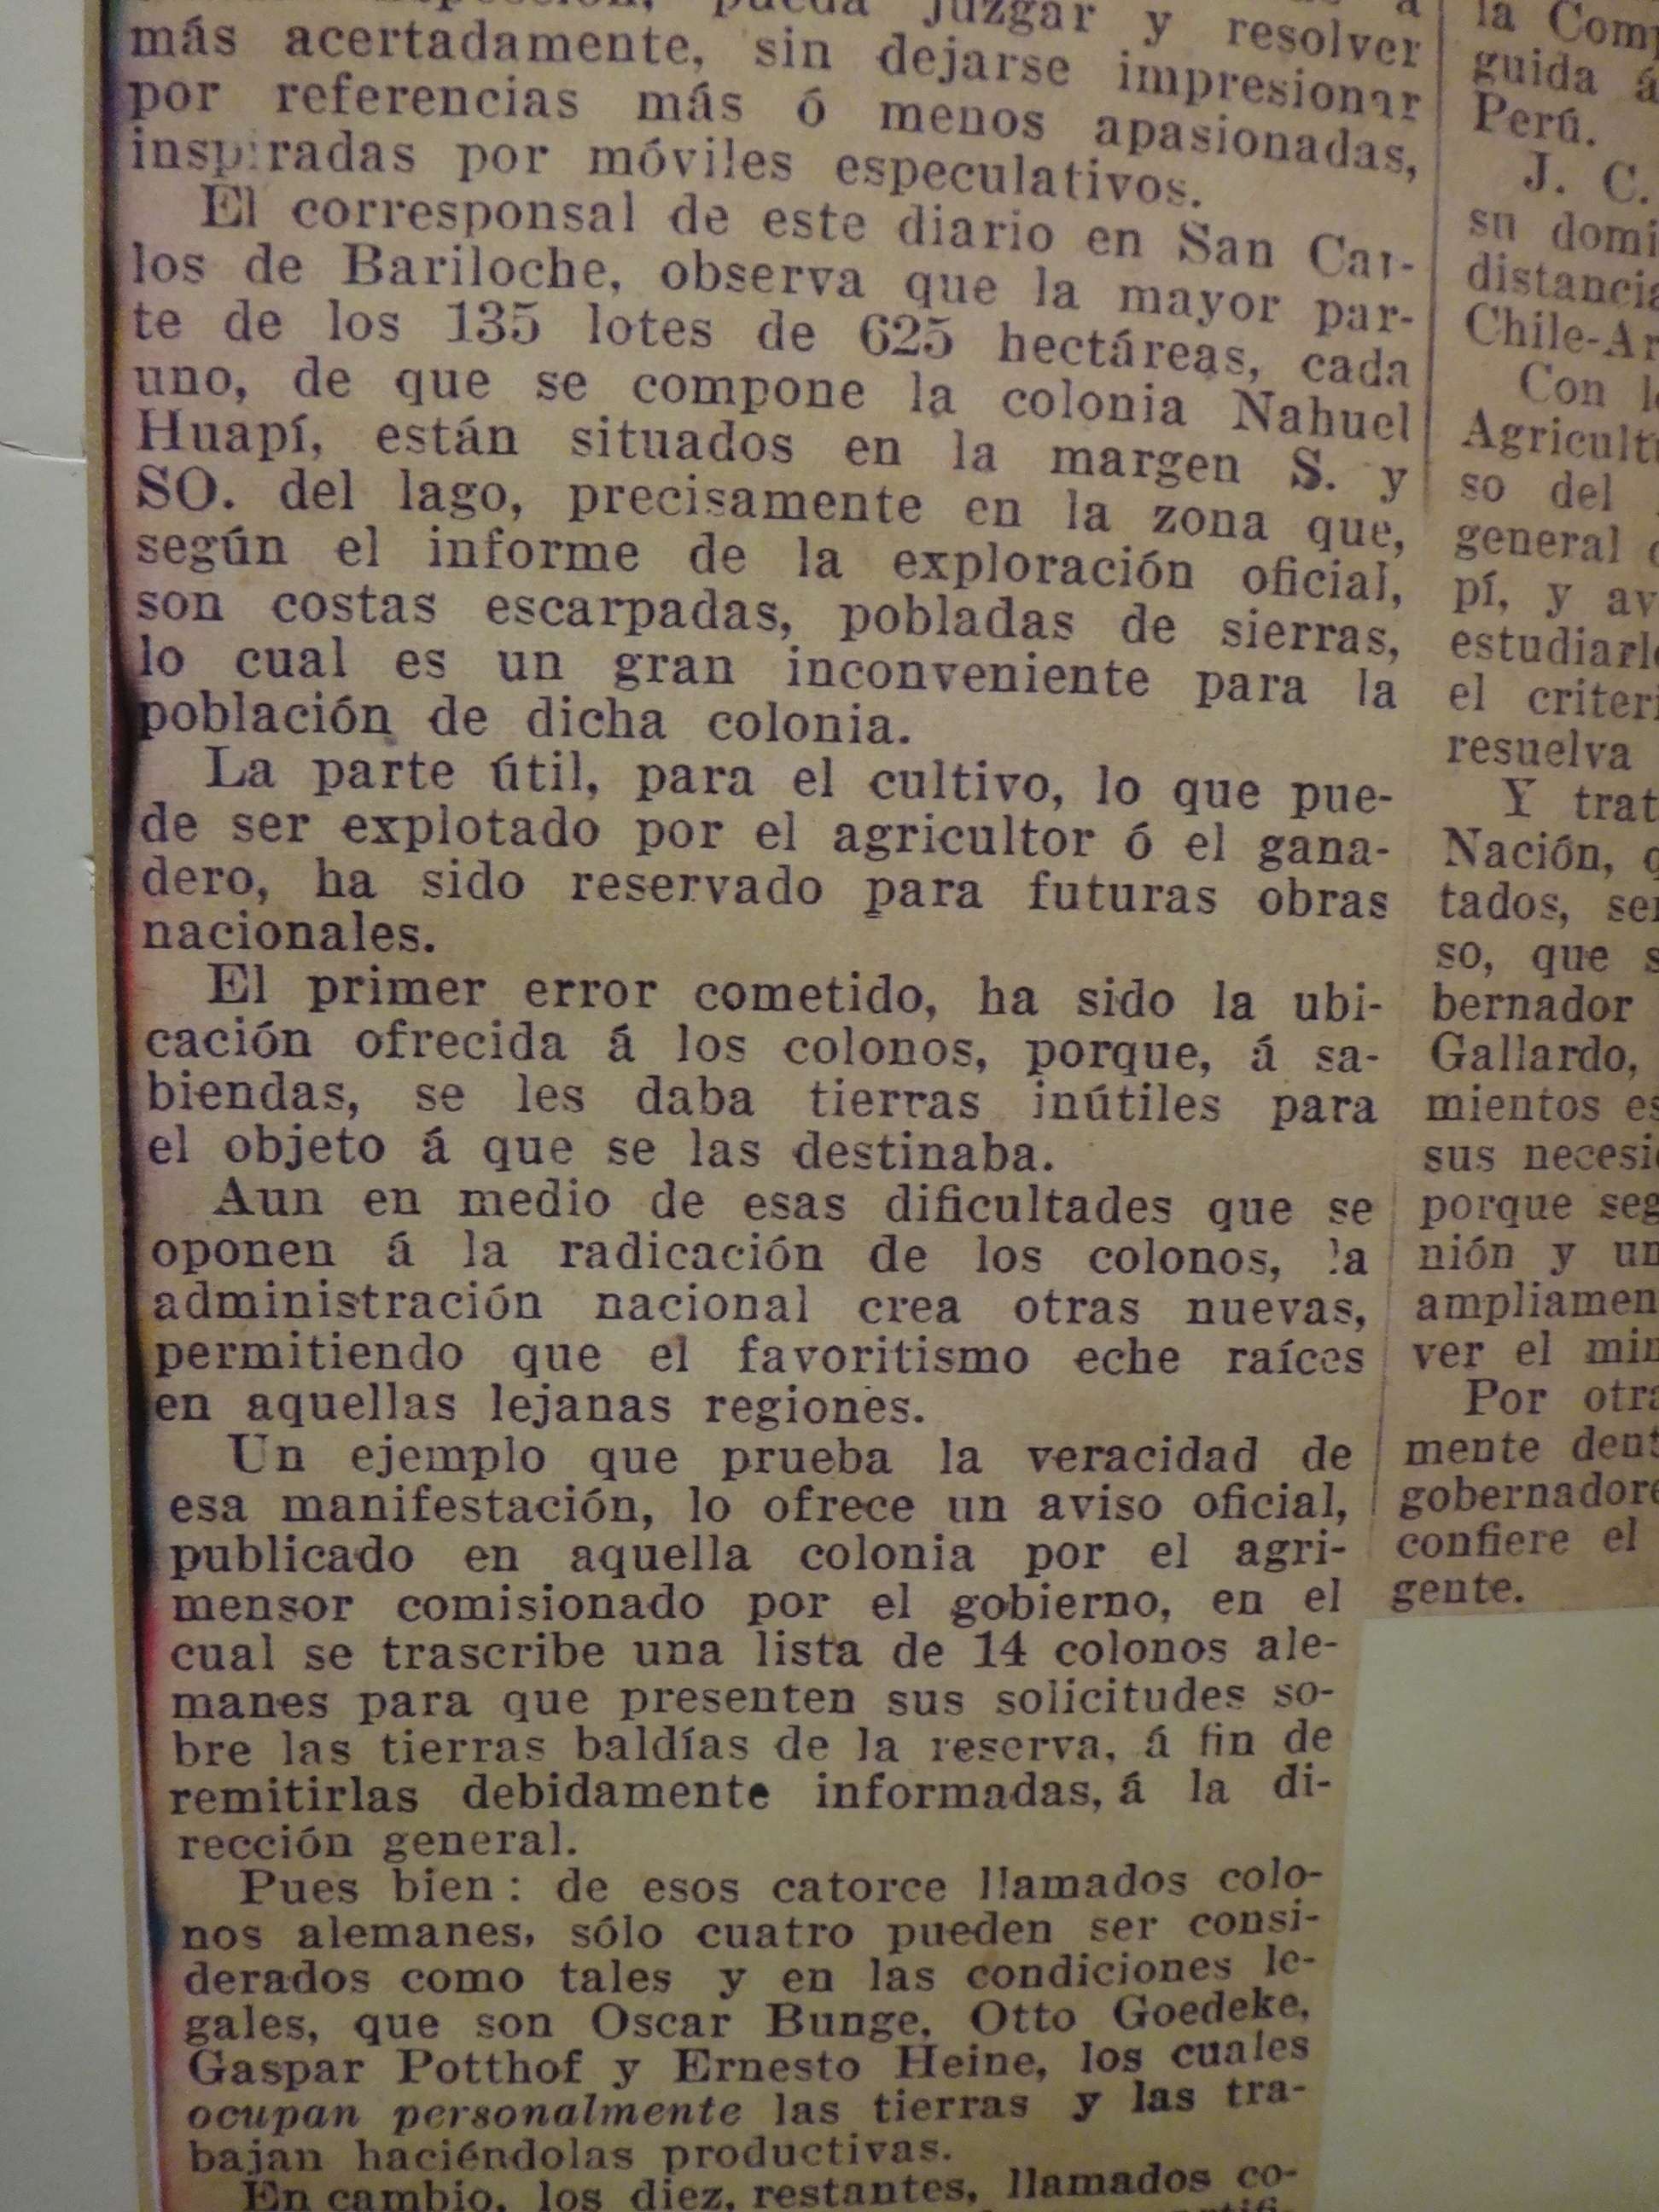 pueda juzgar y resolver
más acertadamente, sin dejarse impresionar
por referencias más ó menos apasionadas,
inspiradas por móviles especulativos.
El corresponsal de este diario en San Car-
los de Bariloche, observa que la mayor par-
te de los 135 lotes de 625 hectáreas, cada
uno, de que se compone la colonia Nahuel
Huapí, están situados en la margen S. y
SO. del lago, precisamente en la zona que,
según el informe de la exploración oficial,
son costas escarpadas, pobladas de sierras,
lo cual es un gran inconveniente para la
población de dicha colonia.
La parte útil, para el cultivo, lo que pue-
de ser explotado por el agricultor ó el gana-
dero, ha sido reservado para futuras obras
nacionales.
El primer error cometido, ha sido la ubi-
cación ofrecida á los colonos, porque, á sa-
biendas, se les daba tierras inútiles para
el objeto á que se las destinaba.
Aun en medio de esas dificultades que se
oponen á la radicación de los colonos, la
administración nacional crea otras nuevas,
permitiendo que el favoritismo eche raíces
en aquellas lejanas regiones.
Un ejemplo que prueba la veracidad de
esa manifestación, lo ofrece un aviso oficial,
publicado en aquella colonia por el agri-
mensor comisionado por el gobierno, en el
cual se trascribe una lista de 14 colonos ale-
manes para que presenten sus solicitudes so-
bre las tierras baldías de la reserva, á fin de
remitirlas debidamente informadas, á la di-
rección general.
Pues bien: de esos catorce llamados colo-
nos alemanes, sólo cuatro pueden ser consi-
derados como tales y en las condiciones le-
gales, que son Oscar Bunge, Otto Goedeke,
Gaspar Potthof y Ernesto Heine, los cuales
ocupan personalmente las tierras y las tra-
bajan haciéndolas productivas.
En cambio, los diez, restantes, llamados co-
la Com
guida á
Perú.
J. C.
su domi
distancia
Chile-Ar
Con l
Agricult
so del
general
pí, y av
estudiarl
el criteri
resuelva
Y trat
Nación,
tados, se
so, que s
bernador
Gallardo,
mientos es
sus necesi
porque seg
nión y un
ampliamen
ver el min
Por otra
mente dent
gobernadore
confiere el
gente.